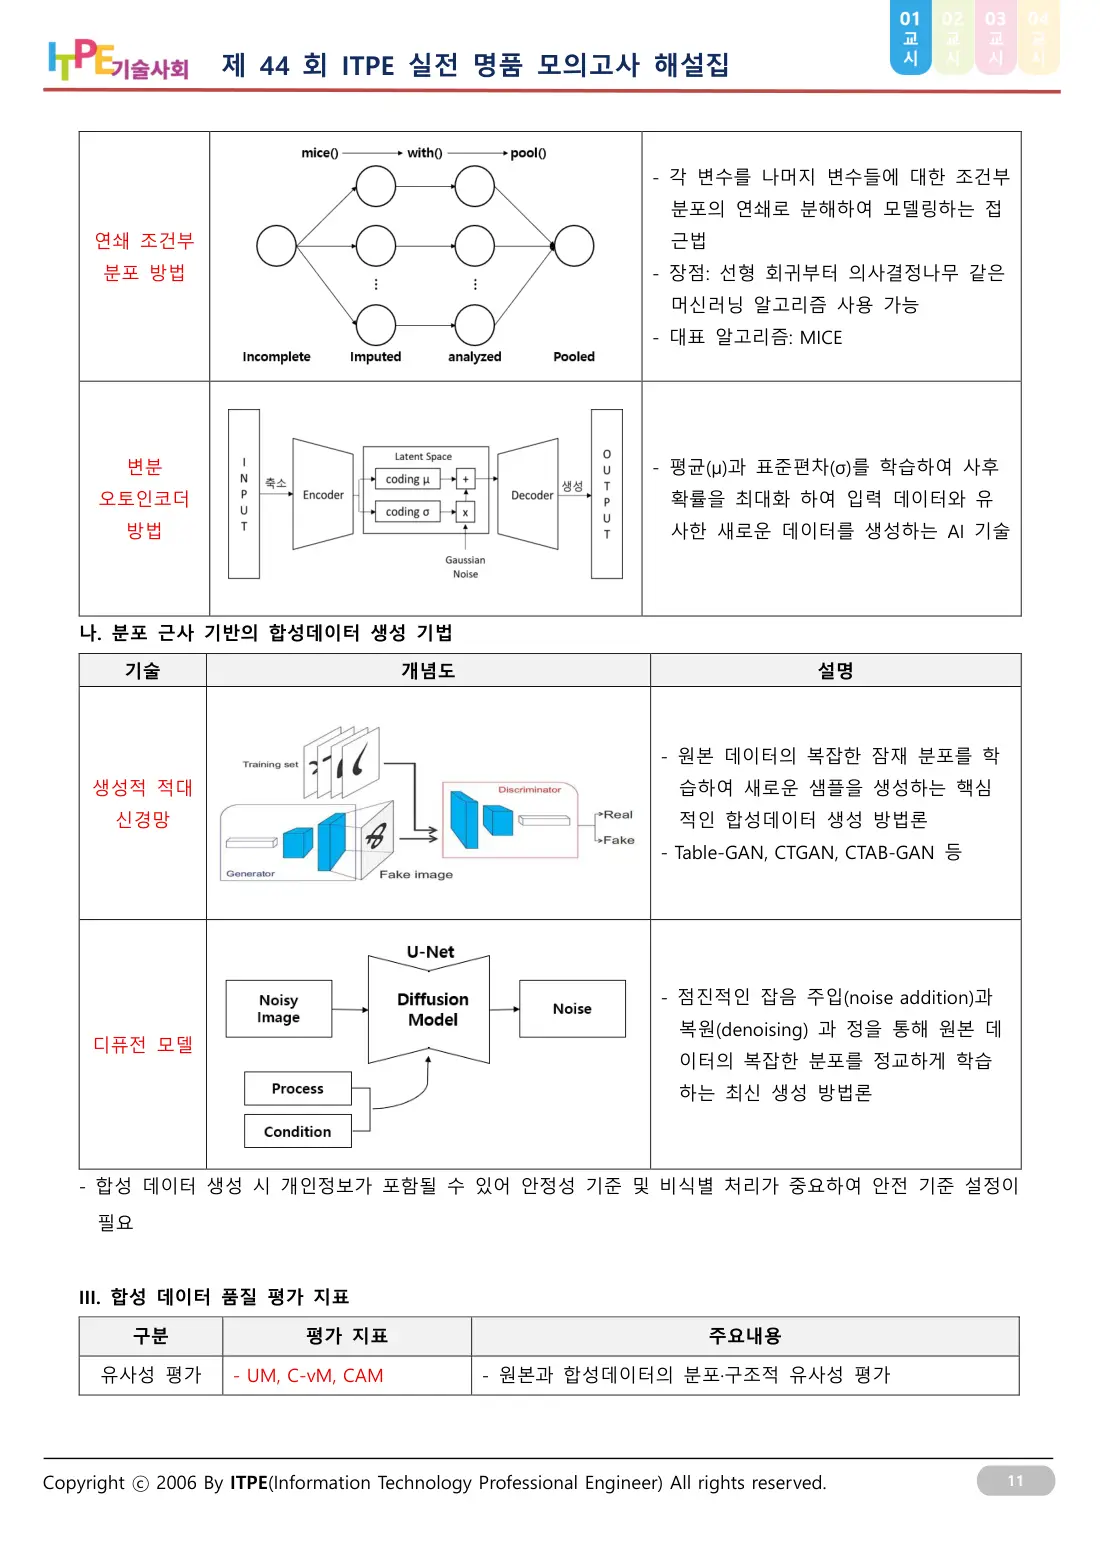 ITPE기술사회
제 44 회 ITPE 실전 명품 모의고사 해설집
01 교 시
02 교 시
03 교 시
04 교 시
연쇄 조건부
분포 방법
mice() with() pool()
...
...
Incomplete Imputed analyzed Pooled
- 각 변수를 나머지 변수들에 대한 조건부
분포의 연쇄로 분해하여 모델링하는 접
근법
- 장점: 선형 회귀부터 의사결정나무 같은
머신러닝 알고리즘 사용 가능
- 대표 알고리즘: MICE
변분
오토인코더
방법
INPUT
축소
Encoder
Latent Space
coding μ
+
coding σ
x
Gaussian
Noise
Decoder
생성
OUTPUT
- 평균(μ)과 표준편차(σ)를 학습하여 사후
확률을 최대화 하여 입력 데이터와 유
사한 새로운 데이터를 생성하는 AI 기술
나. 분포 근사 기반의 합성데이터 생성 기법
기술 개념도 설명
생성적 적대
신경망
Training set
Discriminator
Real
Fake
Generator
Fake image
- 원본 데이터의 복잡한 잠재 분포를 학
습하여 새로운 샘플을 생성하는 핵심
적인 합성데이터 생성 방법론
- Table-GAN, CTGAN, CTAB-GAN 등
디퓨전 모델
U-Net
Noisy
Image
Diffusion
Model
Noise
Process
Condition
- 점진적인 잡음 주입(noise addition)과
복원(denoising) 과 정을 통해 원본 데
이터의 복잡한 분포를 정교하게 학습
하는 최신 생성 방법론
- 합성 데이터 생성 시 개인정보가 포함될 수 있어 안정성 기준 및 비식별 처리가 중요하여 안전 기준 설정이
필요
III. 합성 데이터 품질 평가 지표
구분 평가 지표 주요내용
유사성 평가 - UM, C-vM, CAM - 원본과 합성데이터의 분포·구조적 유사성 평가
Copyright ⓒ 2006 By ITPE(Information Technology Professional Engineer) All rights reserved.
11